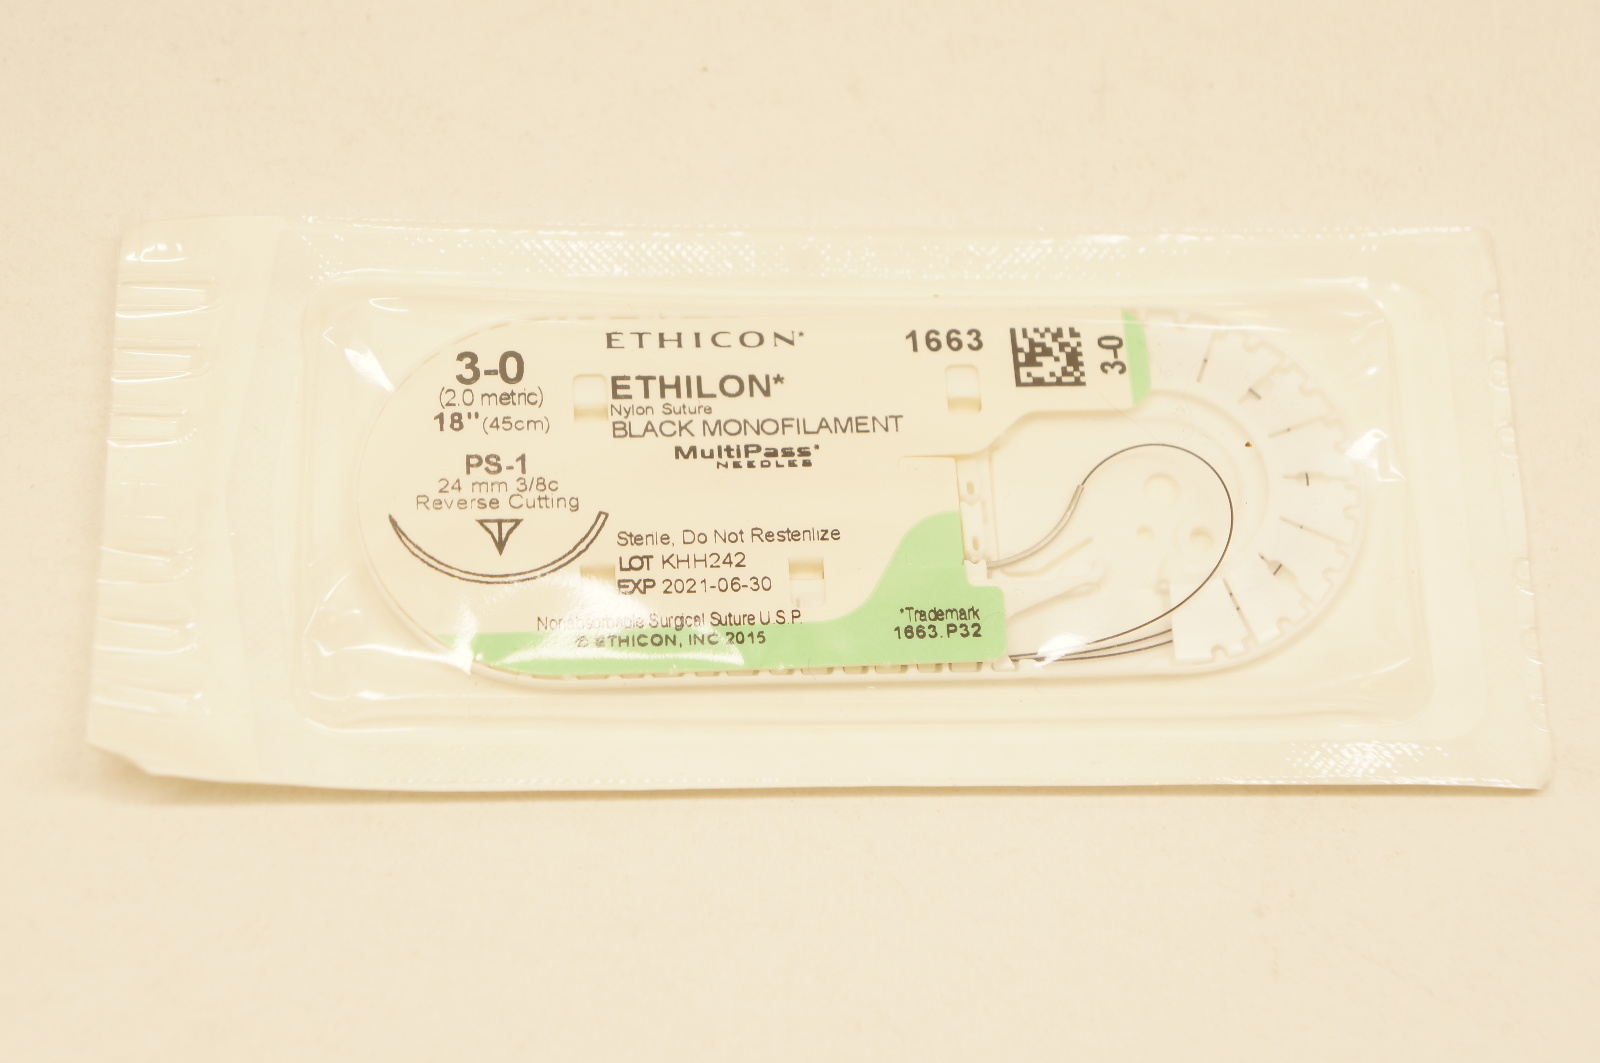 ETHICON*
1663
3-0
3-0
(2.0 metric)
18" (45cm)
ETHILON*
Nylon Suture
BLACK MONOFILAMENT
MultiPass*
NEEDLES
PS-1
24 mm 3/8c
Reverse Cutting
Sterile, Do Not Resterilize
LOT KHH242
EXP 2021-06-30
Nonabsorbable Surgical Suture U.S.P.
© ETHICON, INC 2015
*Trademark
1663.P32